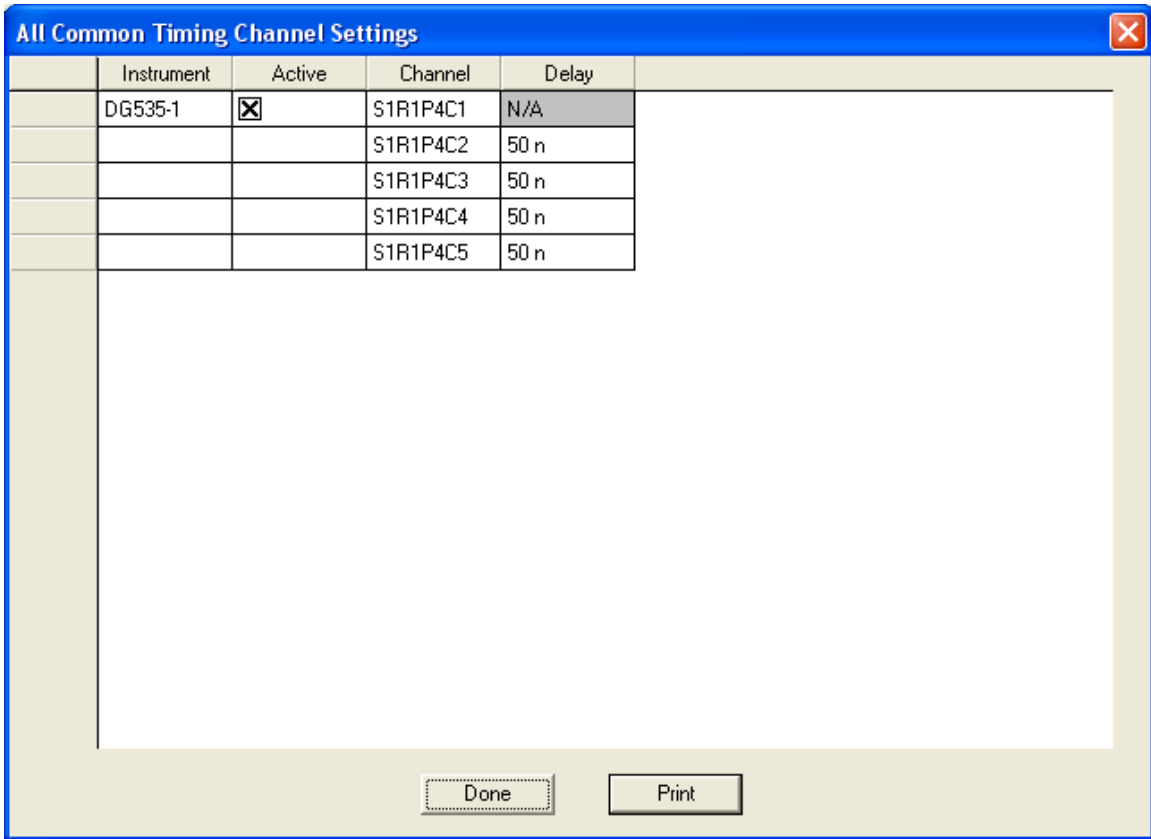 All Common Timing Channel Settings
Instrument Active Channel Delay
DG535-1 S1R1P4C1 N/A
S1R1P4C2 50 n
S1R1P4C3 50 n
S1R1P4C4 50 n
S1R1P4C5 50 n
Done Print